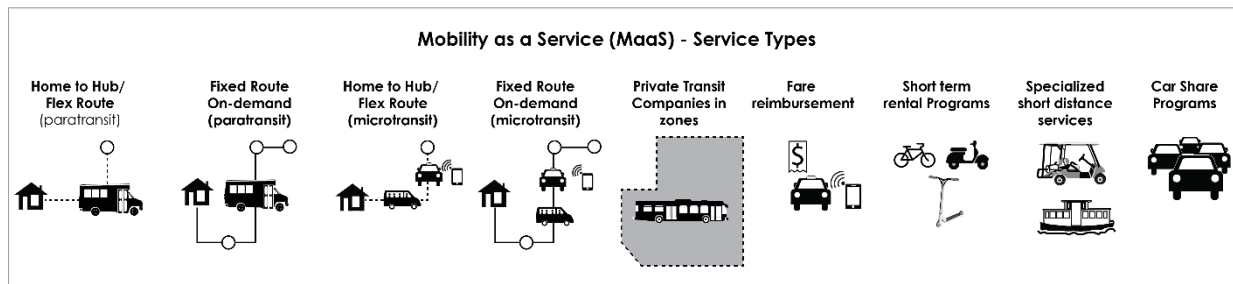 Mobility as a Service (MaaS) - Service Types
Home to Hub/
Flex Route
(paratransit)
Fixed Route
On-demand
(paratransit)
Home to Hub/
Flex Route
(microtransit)
Fixed Route
On-demand
(microtransit)
Private Transit
Companies in
zones
Fare
reimbursement
Short term
rental Programs
Specialized
short distance
services
Car Share
Programs
$